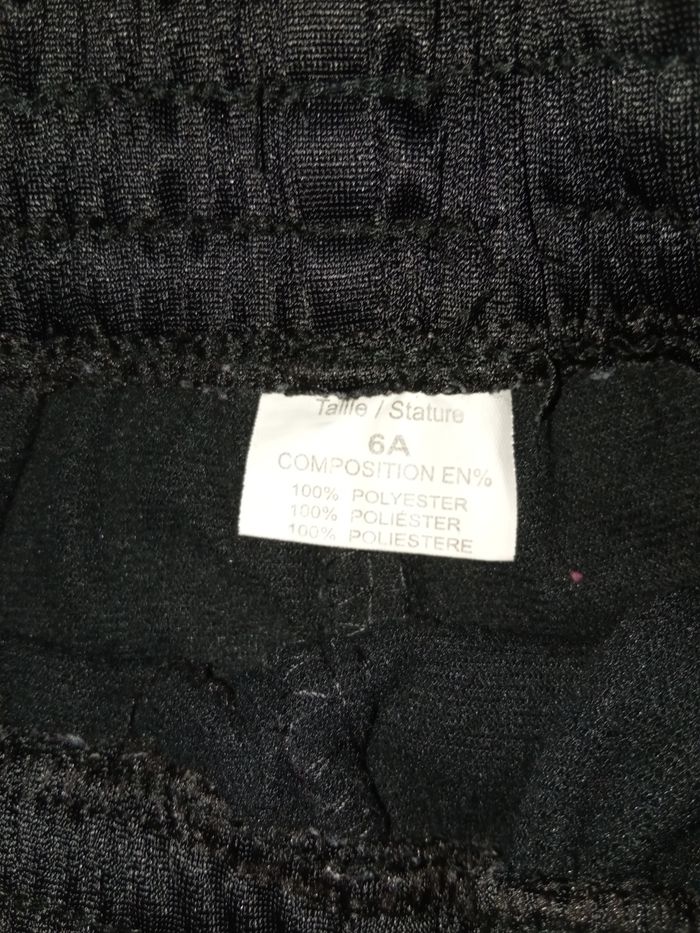 Taille / Stature
6A
COMPOSITION EN%
100% POLYESTER
100% POLIÉSTER
100% POLIESTERE